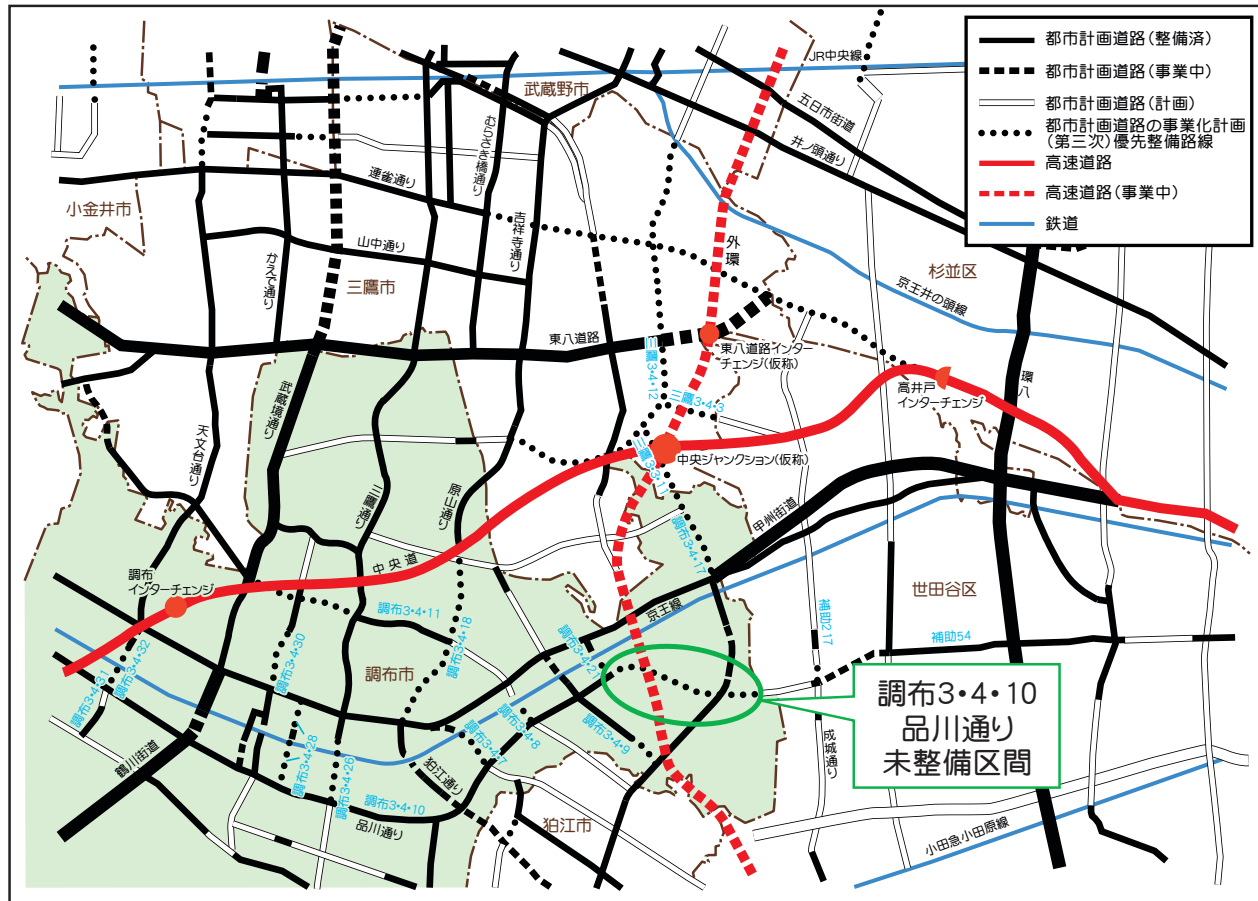 都市計画道路（整備済）
都市計画道路（事業中）
都市計画道路（計画）
都市計画道路の事業化計画
（第三次）優先整備路線
高速道路
高速道路（事業中）
鉄道
JR中央線
武蔵野市
五日市街道
井ノ頭通り
むらさき橋通り
連雀通り
小金井市
吉祥寺通り
山中通り
かえで通り
三鷹市
外環
杉並区
京王井の頭線
東八道路
東八道路インター
チェンジ（仮称）
三鷹3・4・12
三鷹3・4・3
高井戸
インターチェンジ
環八
武蔵境通り
天文台通り
三鷹通り
原山通り
三鷹3・3・11
中央ジャンクション（仮称）
甲州街道
調布3・4・17
中央道
調布
インターチェンジ
調布3・4・11
調布3・4・18
京王線
世田谷区
補助217
補助54
調布3・4・30
調布3・4・32
調布3・4・31
調布市
調布3・4・21
調布3・4・10
品川通り
未整備区間
調布3・4・8
調布3・4・9
調布3・4・7
成城通り
鶴川街道
調布3・4・28
調布3・4・26
狛江通り
調布3・4・10
品川通り
狛江市
小田急小田原線